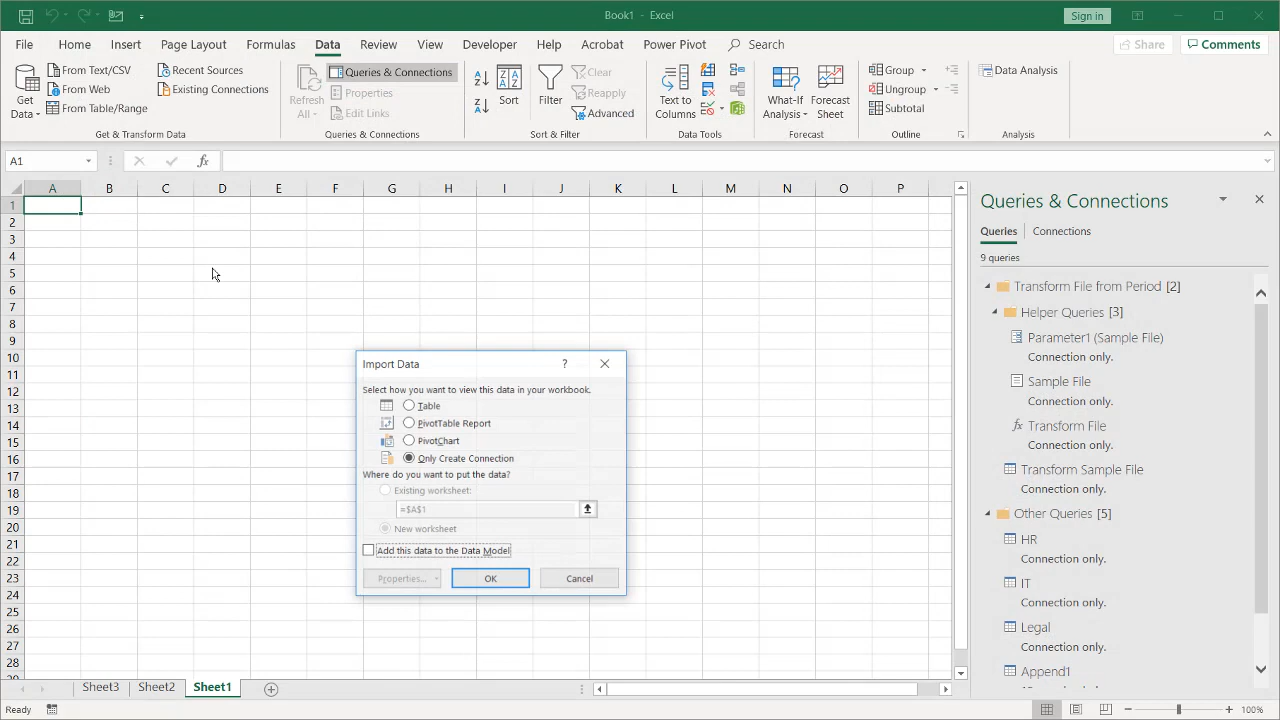 Book1 - Excel
Sign in
File Home Insert Page Layout Formulas Data Review View Developer Help Acrobat Power Pivot Search Share Comments
Get Data
From Text/CSV
From Web
From Table/Range
Recent Sources
Existing Connections
Get & Transform Data
Refresh All
Queries & Connections
Properties
Edit Links
Queries & Connections
Sort
Filter
Clear
Reapply
Advanced
Sort & Filter
Text to Columns
Data Tools
What-If Analysis
Forecast Sheet
Forecast
Group
Ungroup
Subtotal
Outline
Data Analysis
Analysis
A1
fx
A B C D E F G H I J K L M N O P
1
2
3
4
5
6
7
8
9
10
11
12
13
14
15
16
17
18
19
20
21
22
23
24
25
26
27
28
Import Data ?
Select how you want to view this data in your workbook.
Table
PivotTable Report
PivotChart
Only Create Connection
Where do you want to put the data?
Existing worksheet:
=$A$1
New worksheet
Add this data to the Data Model
Properties... OK Cancel
Queries & Connections
Queries Connections
9 queries
Transform File from Period [2]
Helper Queries [3]
Parameter1 (Sample File)
Connection only.
Sample File
Connection only.
fx Transform File
Connection only.
Transform Sample File
Connection only.
Other Queries [5]
HR
Connection only.
IT
Connection only.
Legal
Connection only.
Append1
Sheet3 Sheet2 Sheet1
Ready
100%